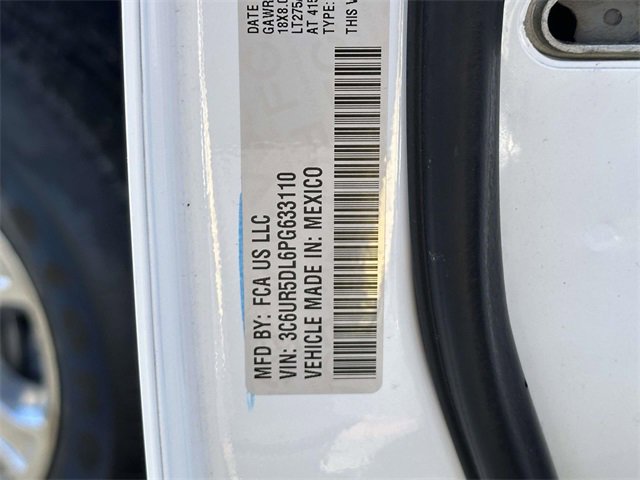 DATE
GAWR
18X8.0
LT275/
AT 415
TYPE:
THIS V
MFD BY: FCA US LLC
VIN: 3C6UR5DL6PG633110
VEHICLE MADE IN: MEXICO